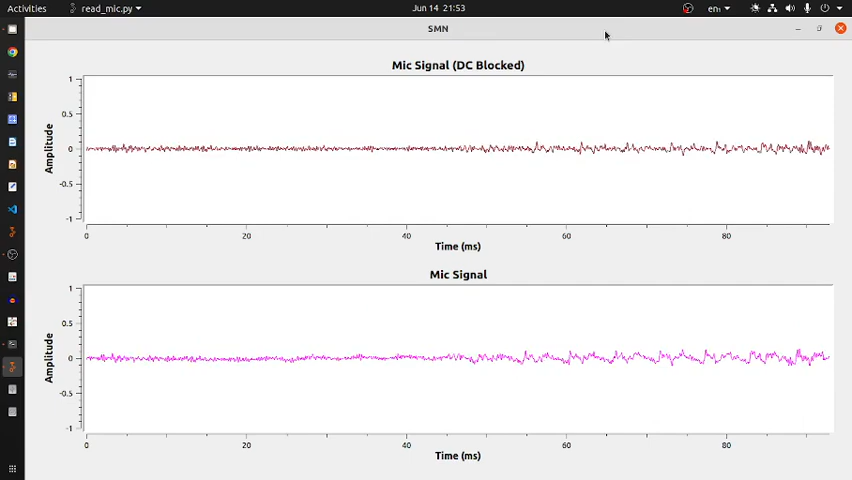 Activities read_mic.py Jun 14 21:53 en₁
SMN
Mic Signal (DC Blocked)
1
0.5
0
-0.5
-1
Amplitude
0 20 40 60 80
Time (ms)
Mic Signal
1
0.5
0
-0.5
-1
Amplitude
0 20 40 60 80
Time (ms)